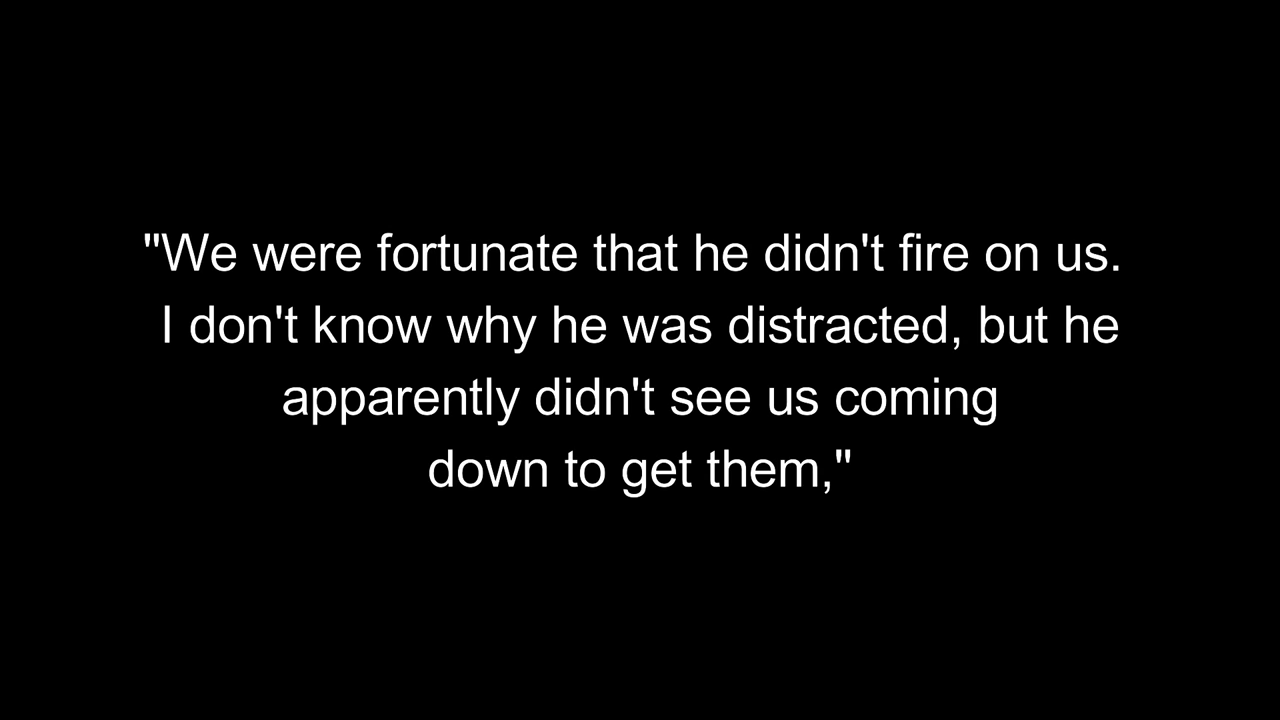 "We were fortunate that he didn't fire on us.
I don't know why he was distracted, but he
apparently didn't see us coming
down to get them,"